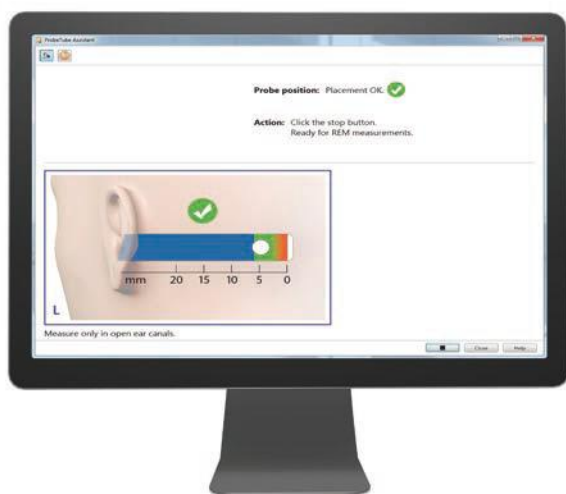 ProbeTube Assistant
Probe position: Placement OK.
Action: Click the stop button.
Ready for REM measurements.
mm 20 15 10 5 0
L
Measure only in open ear canals.
Close Help